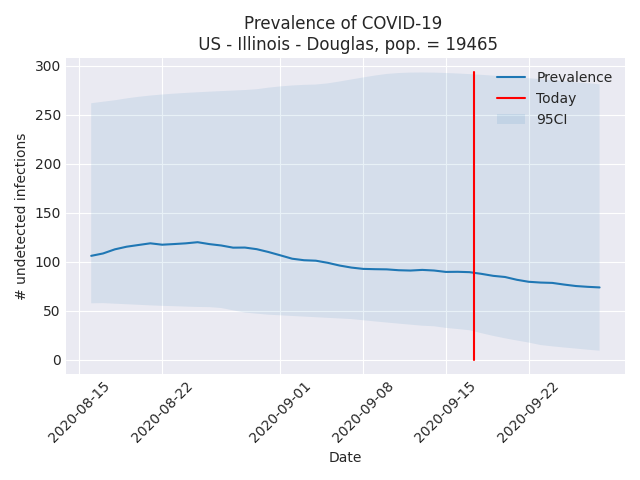 Prevalence of COVID-19
US - Illinois - Douglas, pop. = 19465
300
250
200
150
100
50
0
# undetected infections
Prevalence
Today
95CI
2020-08-15
2020-08-22
2020-09-01
2020-09-08
2020-09-15
2020-09-22
Date